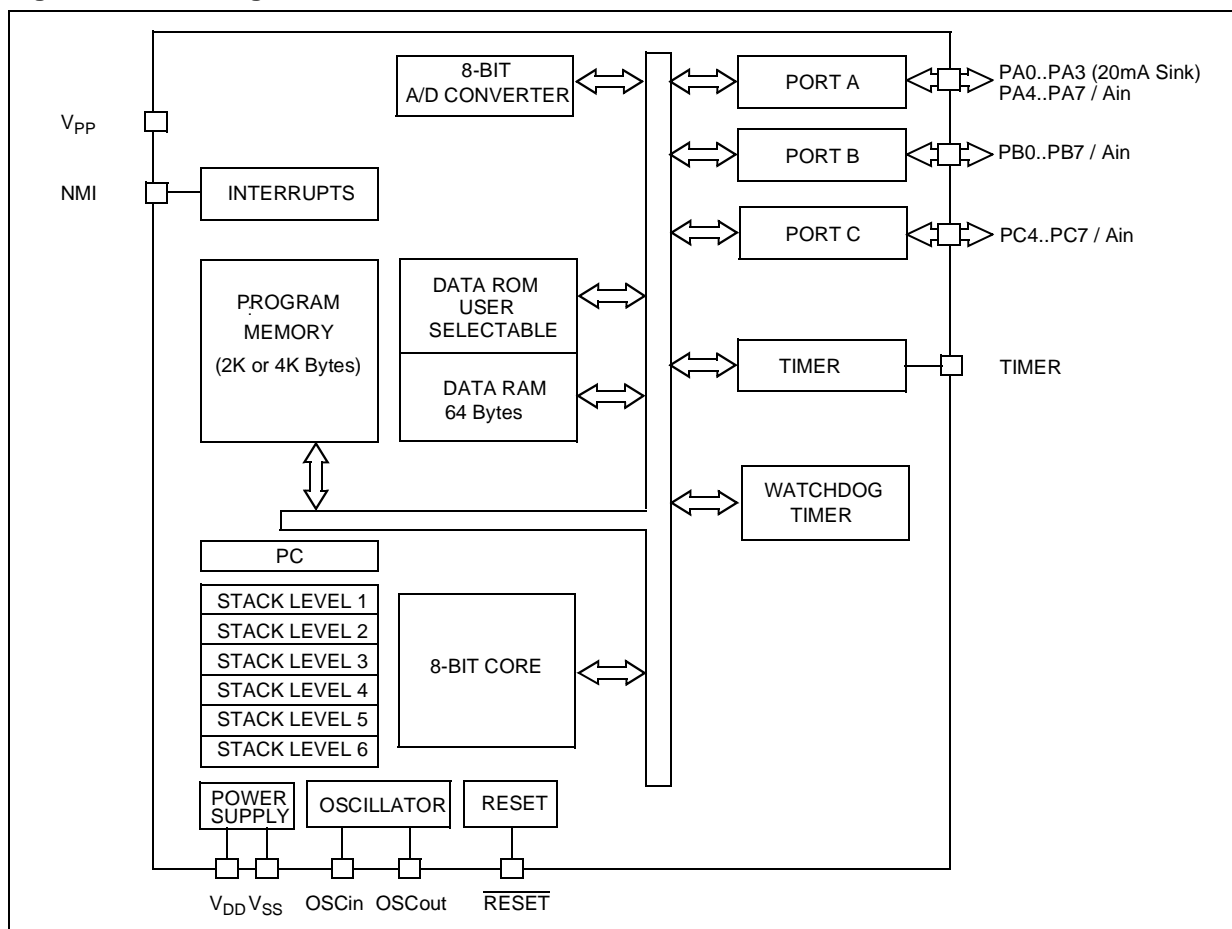 8-BIT
A/D CONVERTER
PORT A
PA0..PA3 (20mA Sink)
PA4..PA7 / Ain
VPP
PORT B
PB0..PB7 / Ain
NMI
INTERRUPTS
PORT C
PC4..PC7 / Ain
PROGRAM
MEMORY
(2K or 4K Bytes)
DATA ROM
USER
SELECTABLE
DATA RAM
64 Bytes
TIMER
TIMER
WATCHDOG
TIMER
PC
STACK LEVEL 1
STACK LEVEL 2
STACK LEVEL 3
STACK LEVEL 4
STACK LEVEL 5
STACK LEVEL 6
8-BIT CORE
POWER
SUPPLY
OSCILLATOR
RESET
VDD VSS OSCin OSCout RESET